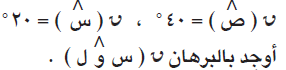 ن ( ص^ ) = ٤٠° ، ن ( س^ ) = ٢٠°
أوجد بالبرهان ن ( س و^ ل ) .